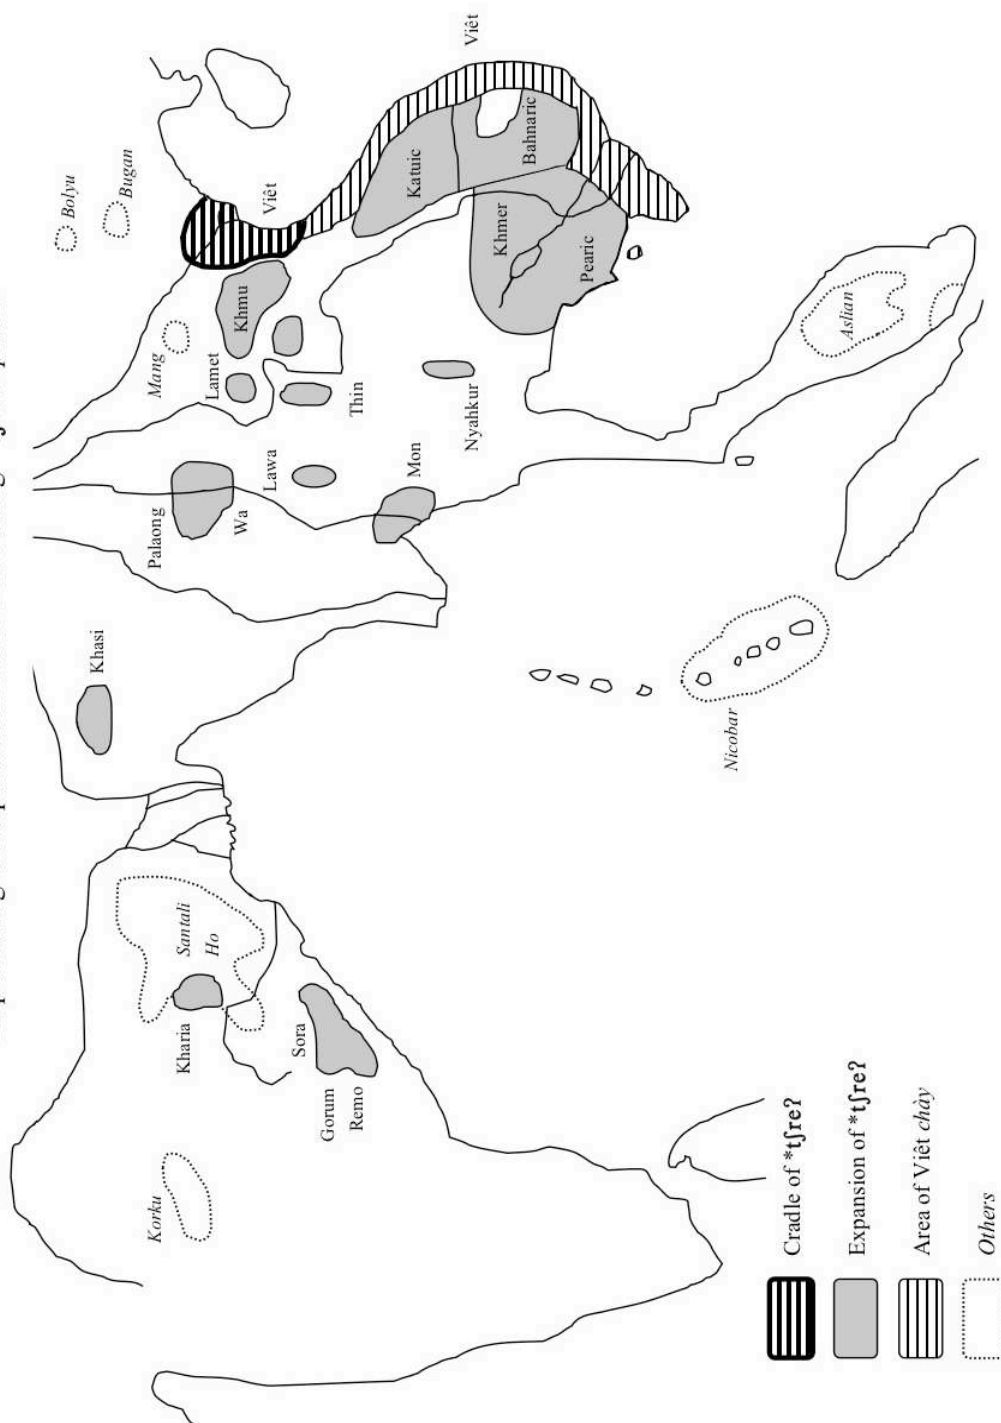 Bolyu
Bugan
Khasi
Mang
Palaong
Korku
Kharia
Santali
Ho
Lamet
Khmu
Wa
Viêt
Lawa
Sora
Gorum
Remo
Thin
Mon
Katuic
Nyahkur
Viêt
Khmer
Bahnaric
Pearic
Nicobar
Aslian
Cradle of *tʃreʔ
Expansion of *tʃreʔ
Area of Viêt chày
Others